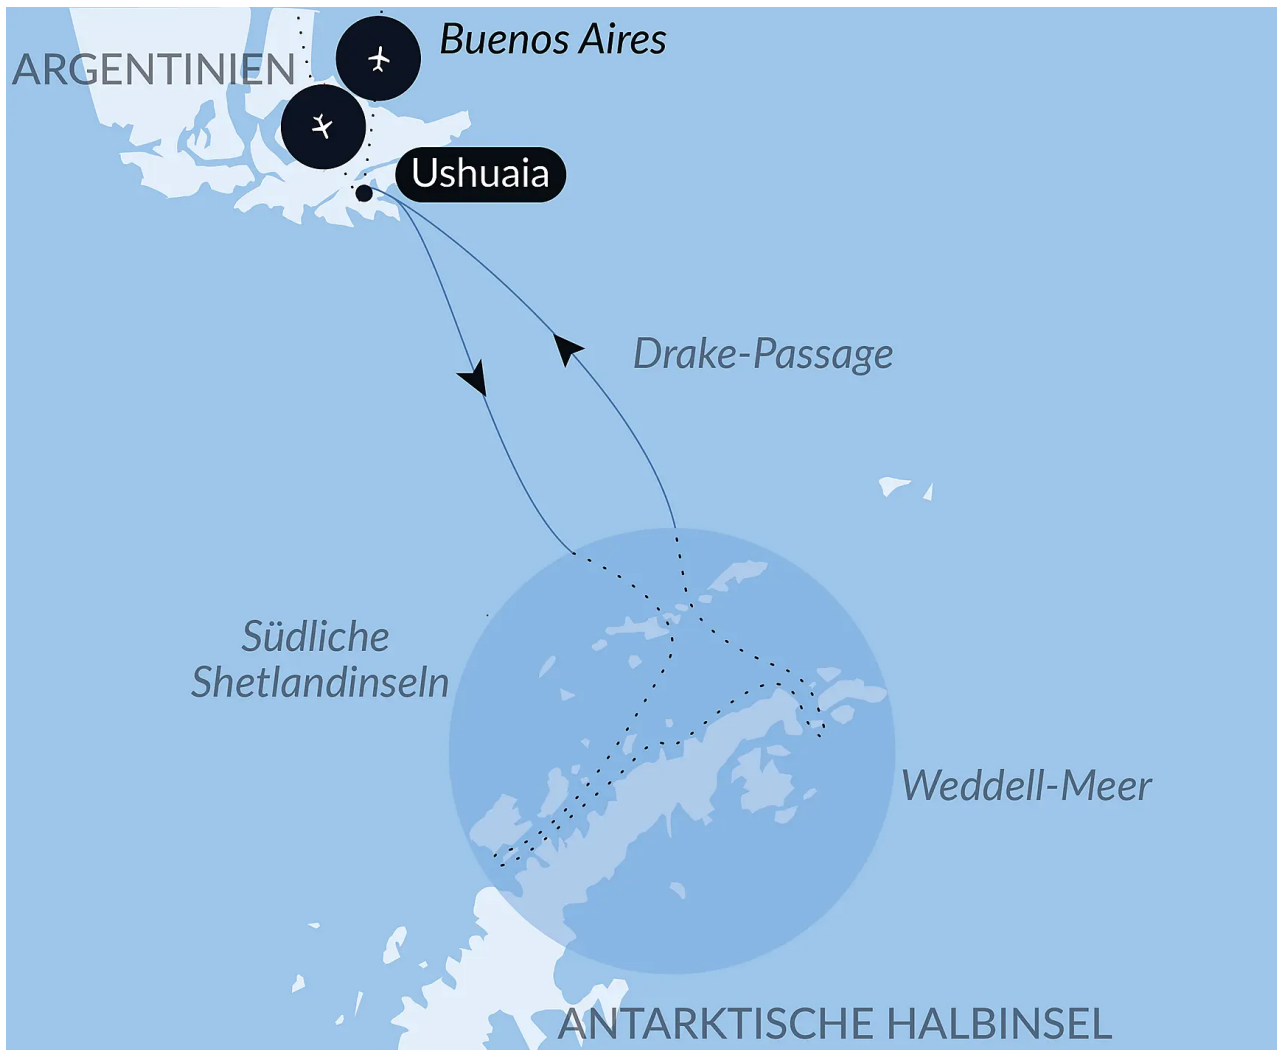 Buenos Aires
ARGENTINIEN
Ushuaia
Drake-Passage
Südliche
Shetlandinseln
Weddell-Meer
ANTARKTISCHE HALBINSEL